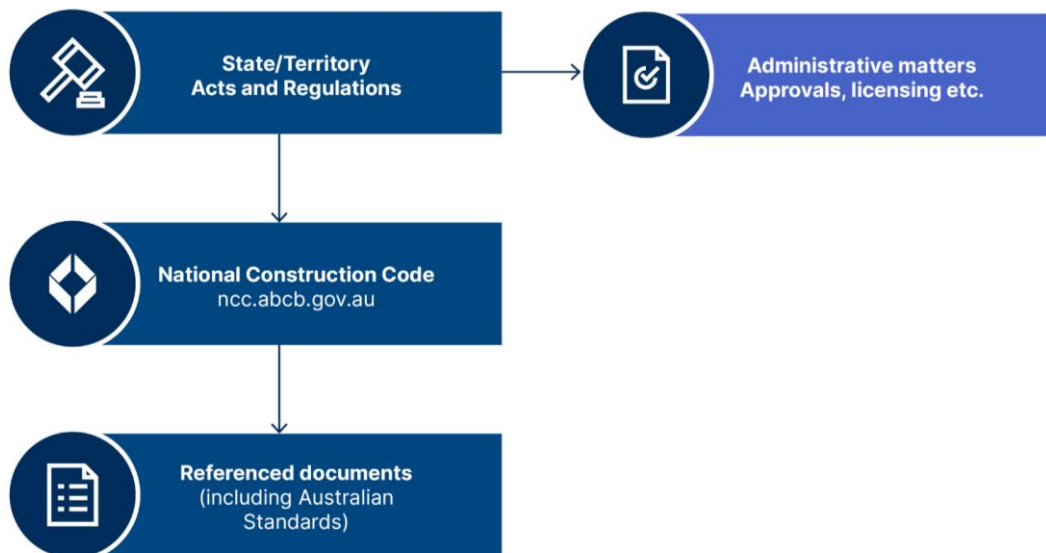 State/Territory
Acts and Regulations
Administrative matters
Approvals, licensing etc.
National Construction Code
ncc.abcb.gov.au
Referenced documents
(including Australian
Standards)